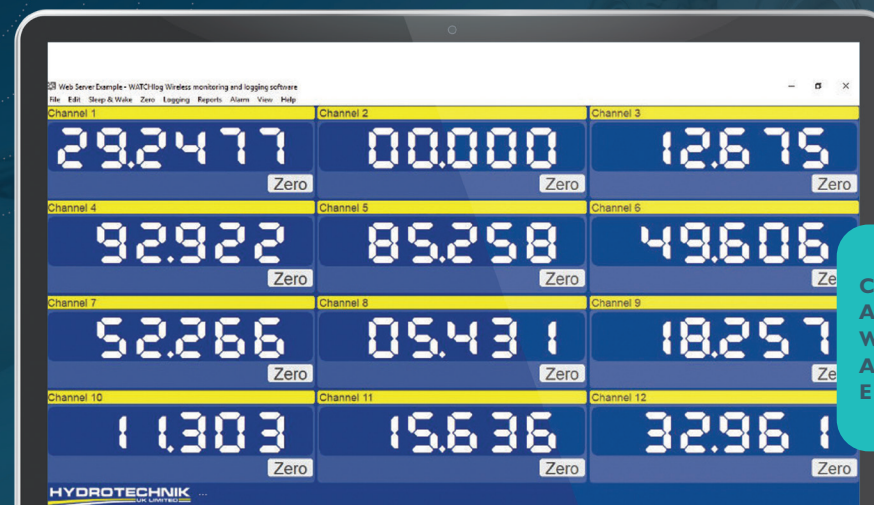 Web Server Example - WATCHlog Wireless monitoring and logging software
File Edit Sleep & Wake Zero Logging Reports Alarm View Help
Channel 1 Channel 2 Channel 3
29.2477 00.000 12.675
Zero Zero Zero
Channel 4 Channel 5 Channel 6
92.922 85.258 49.606
Zero Zero Ze
Channel 7 Channel 8 Channel 9
52.266 05.431 18.257
Zero Zero Ze
Channel 10 Channel 11 Channel 12
11.303 15.636 32.961
Zero Zero Zero
HYDROTECHNIK ...
UK LIMITED
C
A
W
A
E